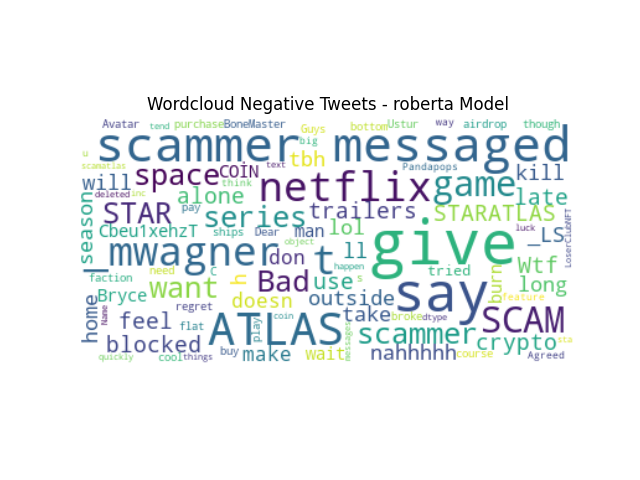 Wordcloud Negative Tweets - roberta Model
Avatar tend purchase BoneMaster Guys big bottom Ustur way airdrop though
scammer messaged
u scamatlas space COİN tbh Pandapops kill
deleted inc will think netflix game late
STAR alone series trailers STARATLAS luck
season Cbeu1xehzT pay ships Dear man lol give _LS LoserClubNFT
_mwagner object t don ll tried Wtf
faction need C h Bad use s happen burn long
Bryce want doesn outside say feature
home Name feel regret ATLAS take broke dtype SCAM
blocked flat play coin message scammer crypto sta
quickly cool things buy make wait nahhhhh course Agreed
text